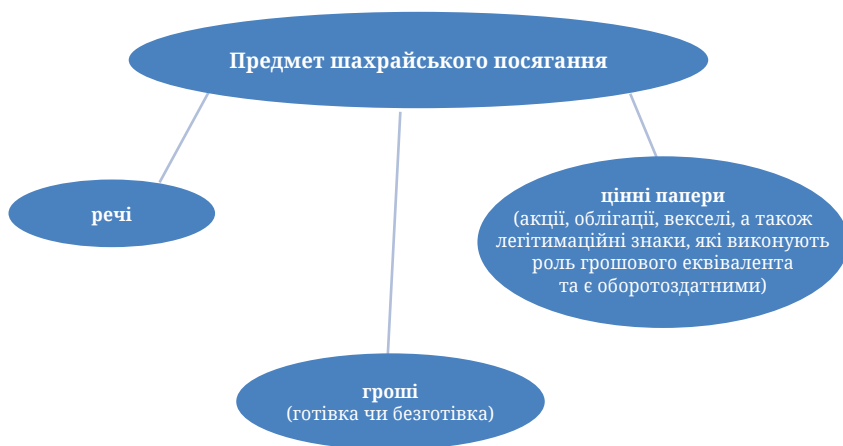 Предмет шахрайського посягання
речі
цінні папери
(акції, облігації, векселі, а також
легітимаційні знаки, які виконують
роль грошового еквівалента
та є оборотоздатними)
гроші
(готівка чи безготівка)